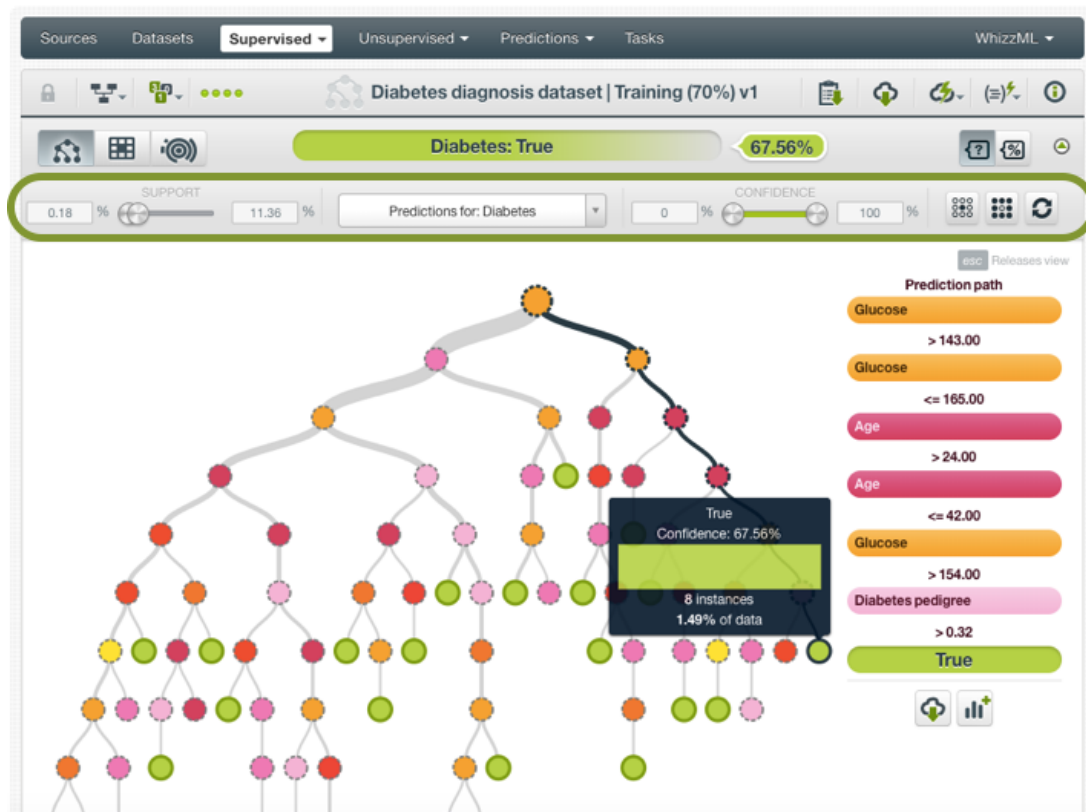 Sources Datasets Supervised Unsupervised Predictions Tasks WhizzML
Diabetes diagnosis dataset | Training (70%) v1
Diabetes: True 67.56%
SUPPORT CONFIDENCE
0.18 % 11.36 % Predictions for: Diabetes 0 % 100 %
esc Releases view
Prediction path
Glucose
> 143.00
Glucose
<= 165.00
Age
> 24.00
Age
<= 42.00
Glucose
> 154.00
Diabetes pedigree
> 0.32
True
True
Confidence: 67.56%
8 instances
1.49% of data